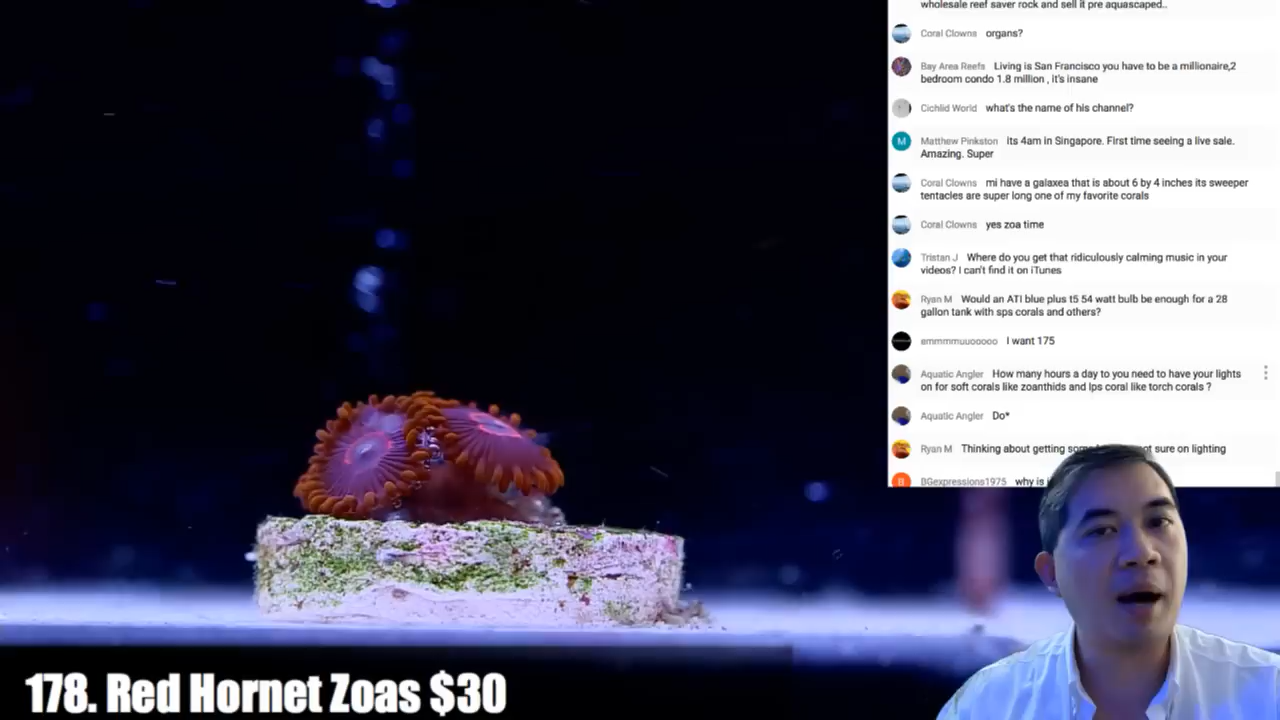 wholesale reef saver rock and sell it pre aquascaped..
Coral Clowns organs?
Bay Area Reefs Living is San Francisco you have to be a millionaire,2
bedroom condo 1.8 million , it's insane
Cichlid World what's the name of his channel?
M Matthew Pinkston its 4am in Singapore. First time seeing a live sale.
Amazing. Super
Coral Clowns mi have a galaxea that is about 6 by 4 inches its sweeper
tentacles are super long one of my favorite corals
Coral Clowns yes zoa time
Tristan J Where do you get that ridiculously calming music in your
videos? I can't find it on iTunes
Ryan M Would an ATI blue plus t5 54 watt bulb be enough for a 28
gallon tank with sps corals and others?
emmmmuuooooo I want 175
Aquatic Angler How many hours a day to you need to have your lights
on for soft corals like zoanthids and lps coral like torch corals ?
Aquatic Angler Do*
Ryan M Thinking about getting sure on lighting
B BGexpressions1975 why is
178. Red Hornet Zoas $30